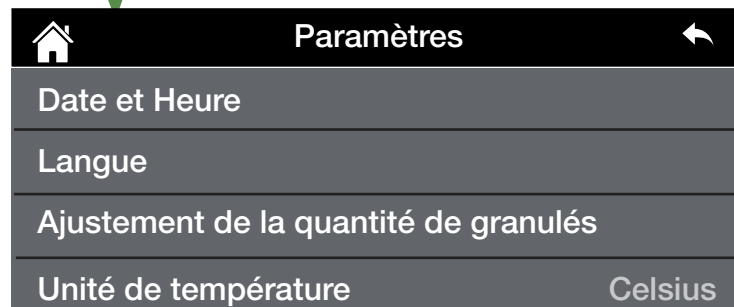 Paramètres
Date et Heure
Langue
Ajustement de la quantité de granulés
Unité de température Celsius